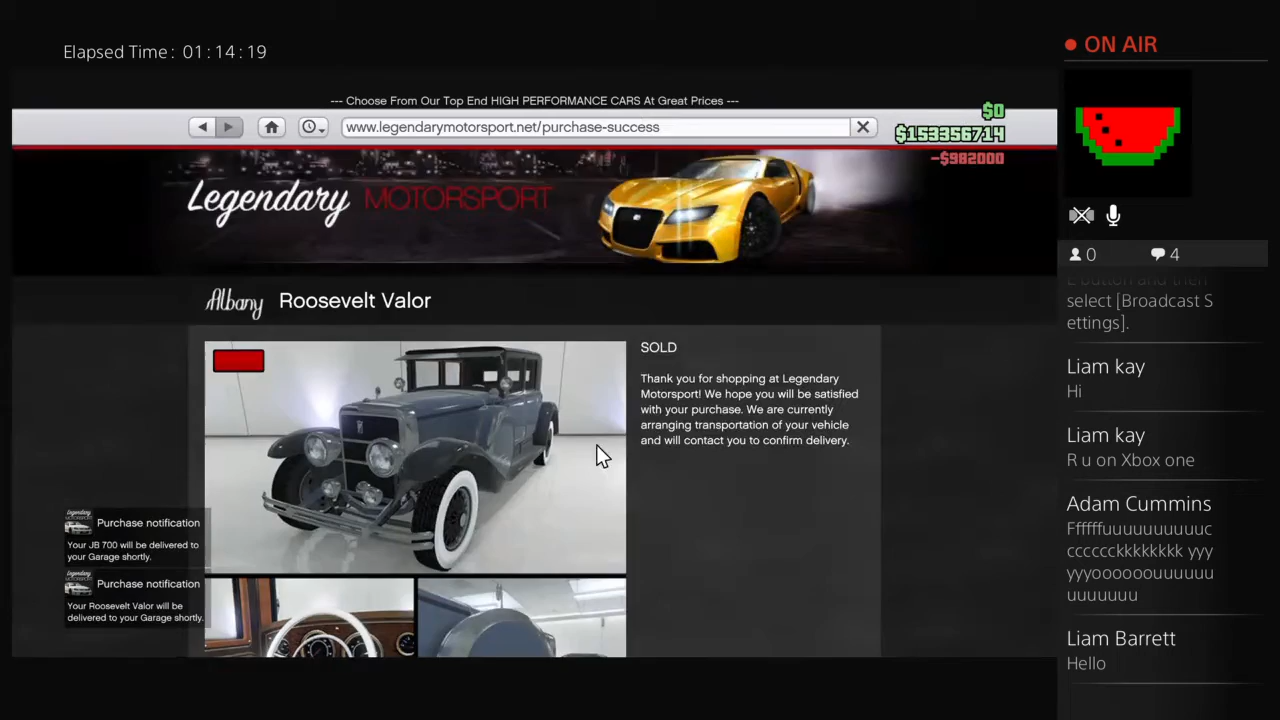 Elapsed Time: 01:14:19
ON AIR
--- Choose From Our Top End HIGH PERFORMANCE CARS At Great Prices ---
www.legendarymotorsport.net/purchase-success
$0
$153356714
-$982000
Legendary MOTORSPORT
Albany Roosevelt Valor
SOLD
Thank you for shopping at Legendary
Motorsport! We hope you will be satisfied
with your purchase. We are currently
arranging transportation of your vehicle
and will contact you to confirm delivery.
Purchase notification
Your JB 700 will be delivered to
your Garage shortly.
Purchase notification
Your Roosevelt Valor will be
delivered to your Garage shortly.
0
4
E button and then
select [Broadcast S
ettings].
Liam kay
Hi
Liam kay
R u on Xbox one
Adam Cummins
Ffffffuuuuuuuuuuc
ccccccckkkkkkkk yyy
yyyoooooouuuuuu
uuuuuuu
Liam Barrett
Hello